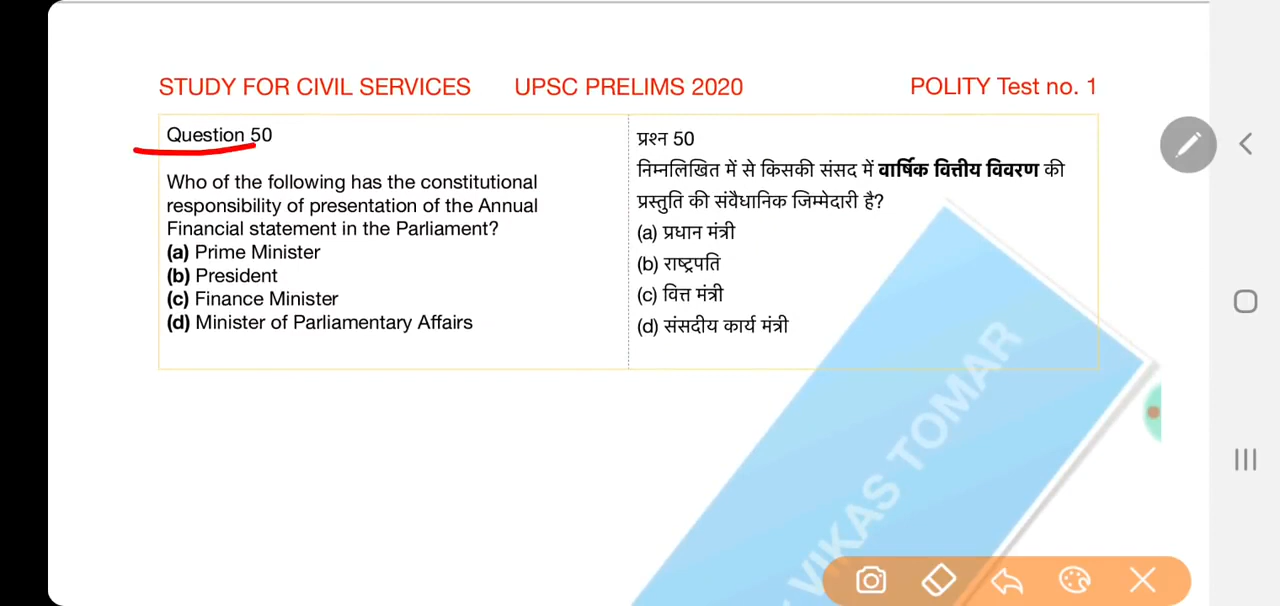 STUDY FOR CIVIL SERVICES UPSC PRELIMS 2020 POLITY Test no. 1
Question 50
Who of the following has the constitutional
responsibility of presentation of the Annual
Financial statement in the Parliament?
(a) Prime Minister
(b) President
(c) Finance Minister
(d) Minister of Parliamentary Affairs
प्रश्न 50
निम्नलिखित में से किसकी संसद में वार्षिक वित्तीय विवरण की
प्रस्तुति की संवैधानिक जिम्मेदारी है?
(a) प्रधान मंत्री
(b) राष्ट्रपति
(c) वित्त मंत्री
(d) संसदीय कार्य मंत्री
VIKAS TOMAR